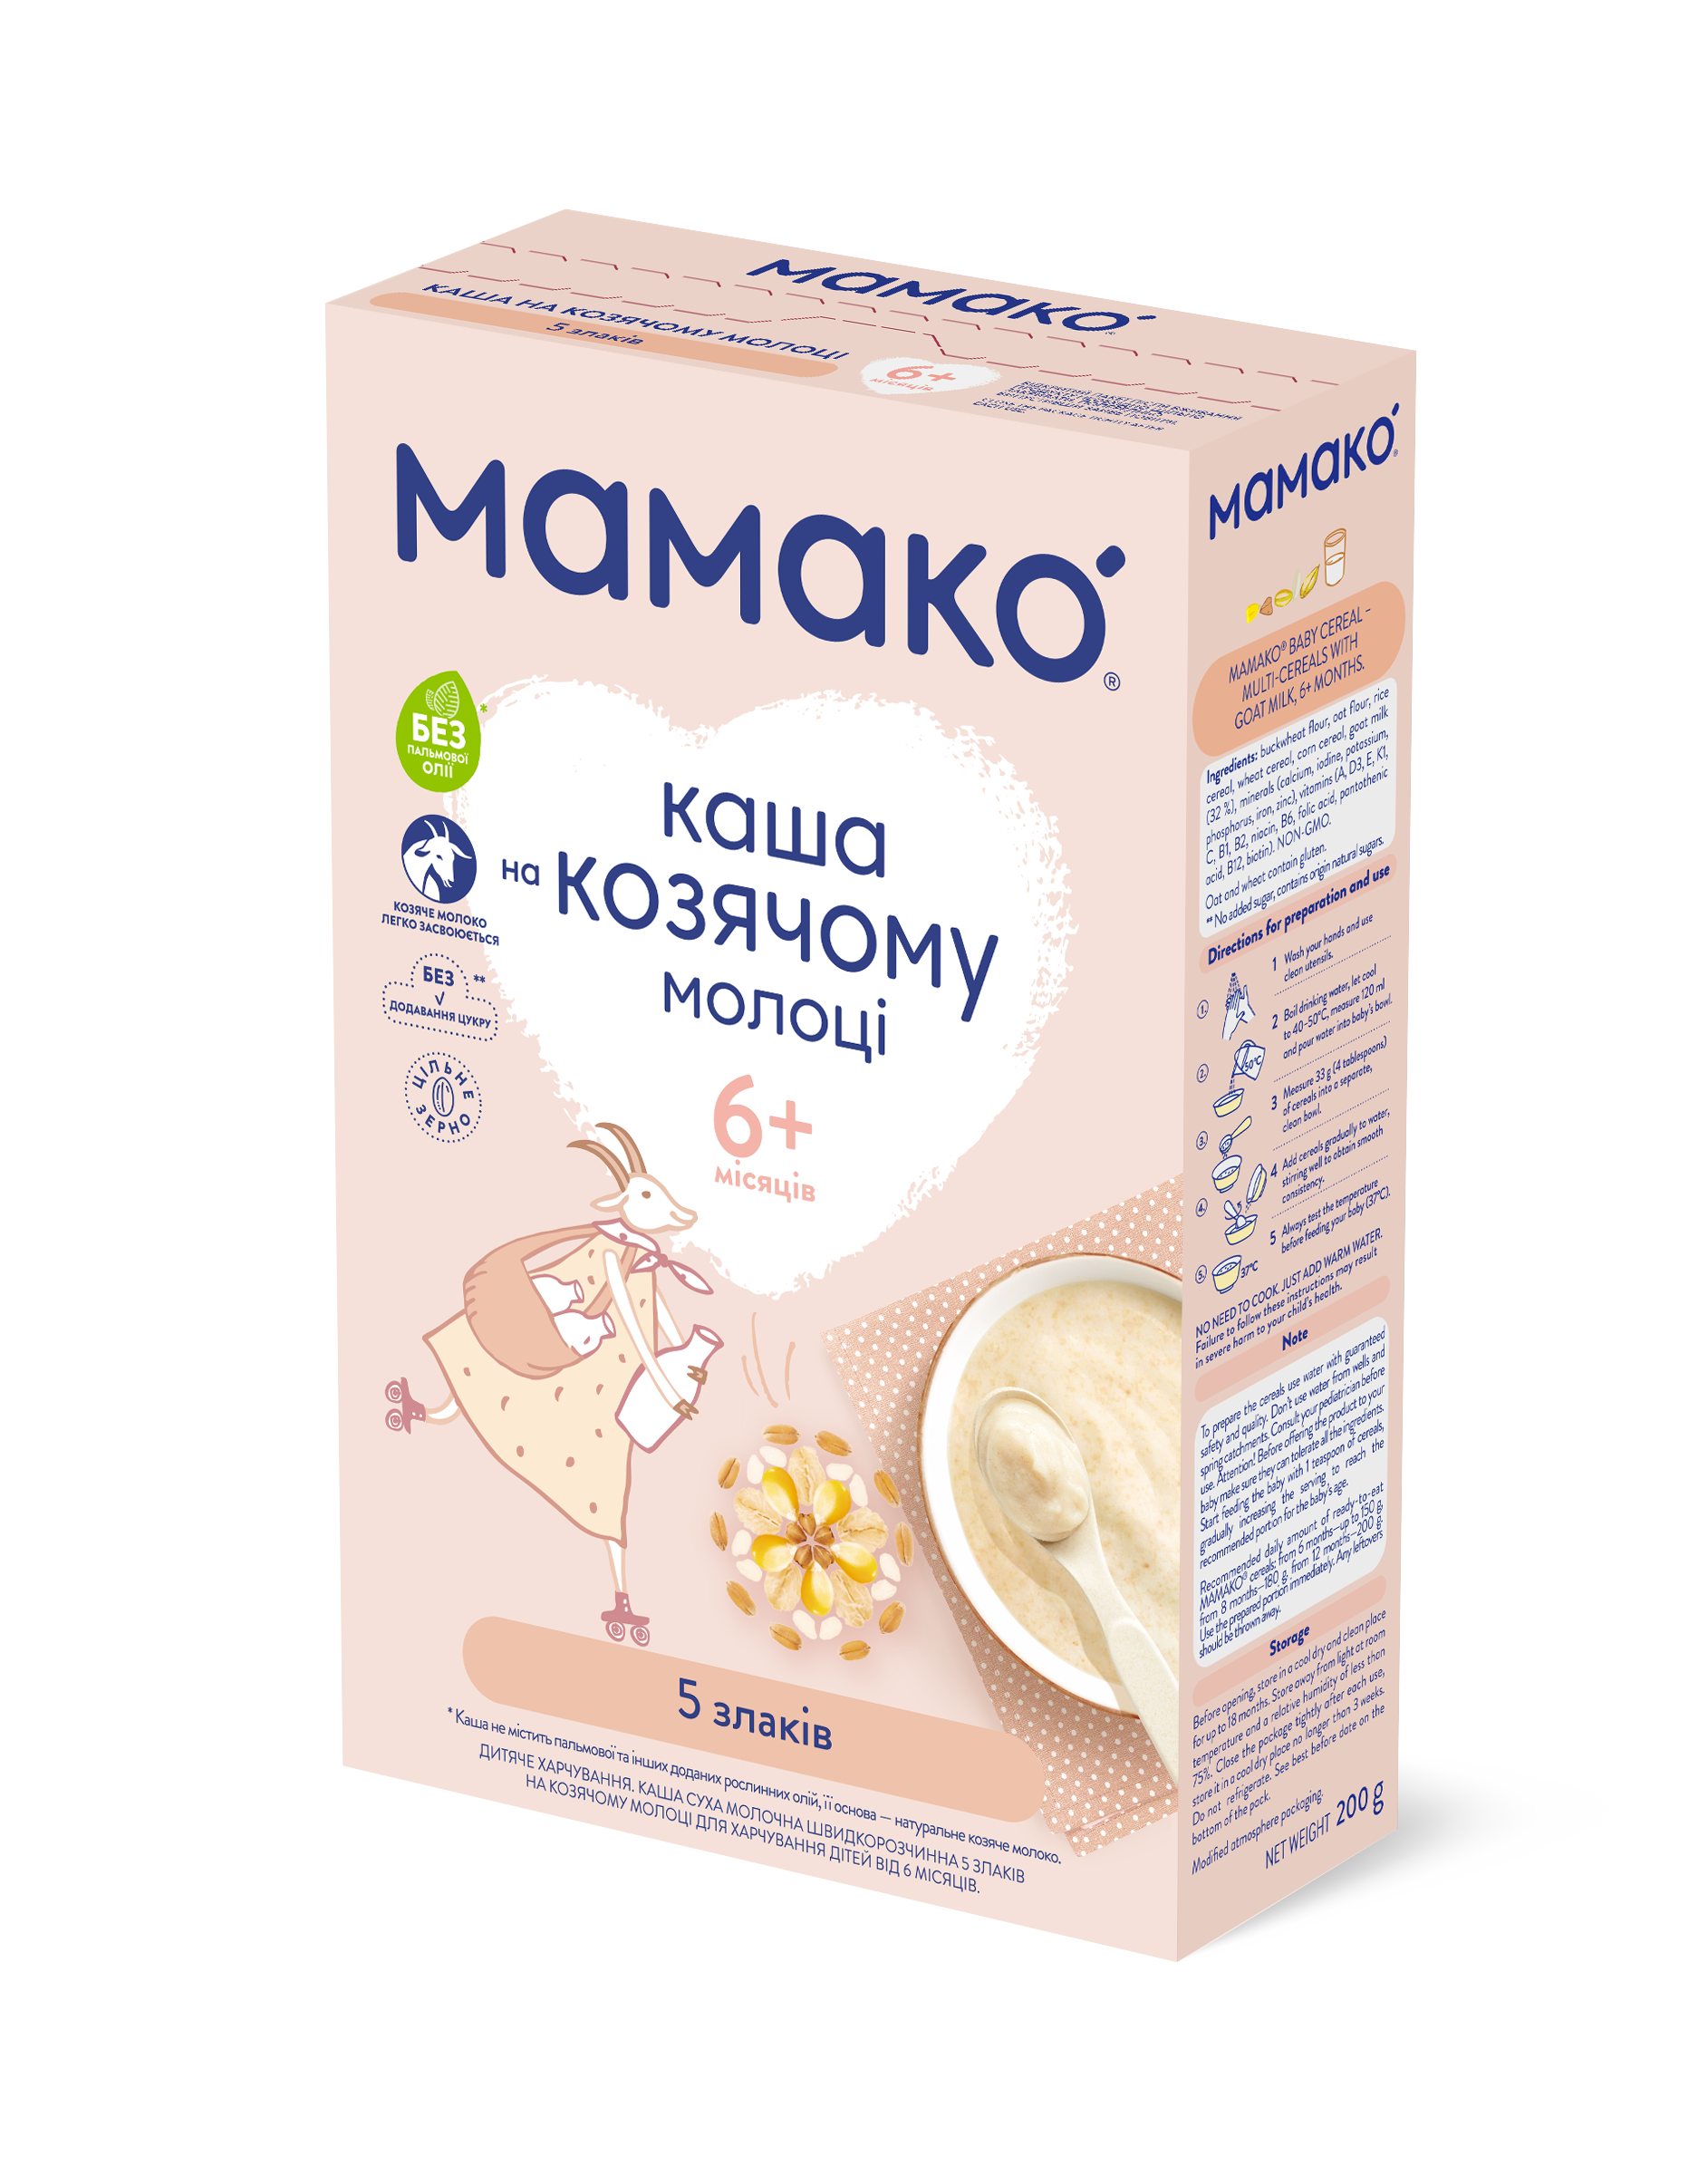 мамако
КАША НА КОЗЯЧОМУ МОЛОЦІ
5 злаків
6+
місяців
EACH USE.
мамако®
БЕЗ*
ПАЛЬМОВОЇ
ОЛІЇ
КОЗЯЧЕ МОЛОКО
ЛЕГКО ЗАСВОЮЄТЬСЯ
БЕЗ**
ДОДАВАННЯ ЦУКРУ
ЦІЛЬНЕ
ЗЕРНО
каша
на козячому
молоці
6+
місяців
5 злаків
* Каша не містить пальмової та інших доданих рослинних олій, її основа — натуральне козяче молоко.
ДИТЯЧЕ ХАРЧУВАННЯ. КАША СУХА МОЛОЧНА ШВИДКОРОЗЧИННА 5 ЗЛАКІВ
НА КОЗЯЧОМУ МОЛОЦІ ДЛЯ ХАРЧУВАННЯ ДІТЕЙ ВІД 6 МІСЯЦІВ.
мамако®
MAMAKO® BABY CEREAL –
MULTI-CEREALS WITH
GOAT MILK, 6+ MONTHS.
Ingredients: buckwheat flour, oat flour, rice
cereal, wheat cereal, corn cereal, goat milk
(32 %), minerals (calcium, iodine, potassium,
phosphorus, iron, zinc), vitamins (A, D3, E, K1,
C, B1, B2, niacin, B6, folic acid, pantothenic
acid, B12, biotin). NON-GMO.
Oat and wheat contain gluten.
** No added sugar, contains origin natural sugars.
Directions for preparation and use
1. 1 Wash your hands and use
clean utensils.
2. 50°C 2 Boil drinking water, let cool
to 40-50°C, measure 120 ml
and pour water into baby's bowl.
3. 3 Measure 33 g (4 tablespoons)
of cereals into a separate,
clean bowl.
4. 4 Add cereals gradually to water,
stirring well to obtain smooth
consistency.
5. 37°C 5 Always test the temperature
before feeding your baby (37°C).
NO NEED TO COOK. JUST ADD WARM WATER.
Failure to follow these instructions may result
in severe harm to your child's health.
Note
To prepare the cereals use water with guaranteed
safety and quality. Don't use water from wells and
spring catchments. Consult your pediatrician before
use. Attention! Before offering the product to your
baby make sure they can tolerate all the ingredients.
Start feeding the baby with 1 teaspoon of cereals,
gradually increasing the serving to reach the
recommended portion for the baby's age.
Recommended daily amount of ready-to-eat
MAMAKO® cereals: from 6 months—up to 150 g,
from 8 months—180 g, from 12 months—200 g.
Use the prepared portion immediately. Any leftovers
should be thrown away.
Storage
Before opening, store in a cool dry and clean place
for up to 18 months. Store away from light at room
temperature and a relative humidity of less than
75%. Close the package tightly after each use,
store it in a cool dry place no longer than 3 weeks.
Do not refrigerate. See best before date on the
bottom of the pack.
Modified atmosphere packaging.
NET WEIGHT 200 g